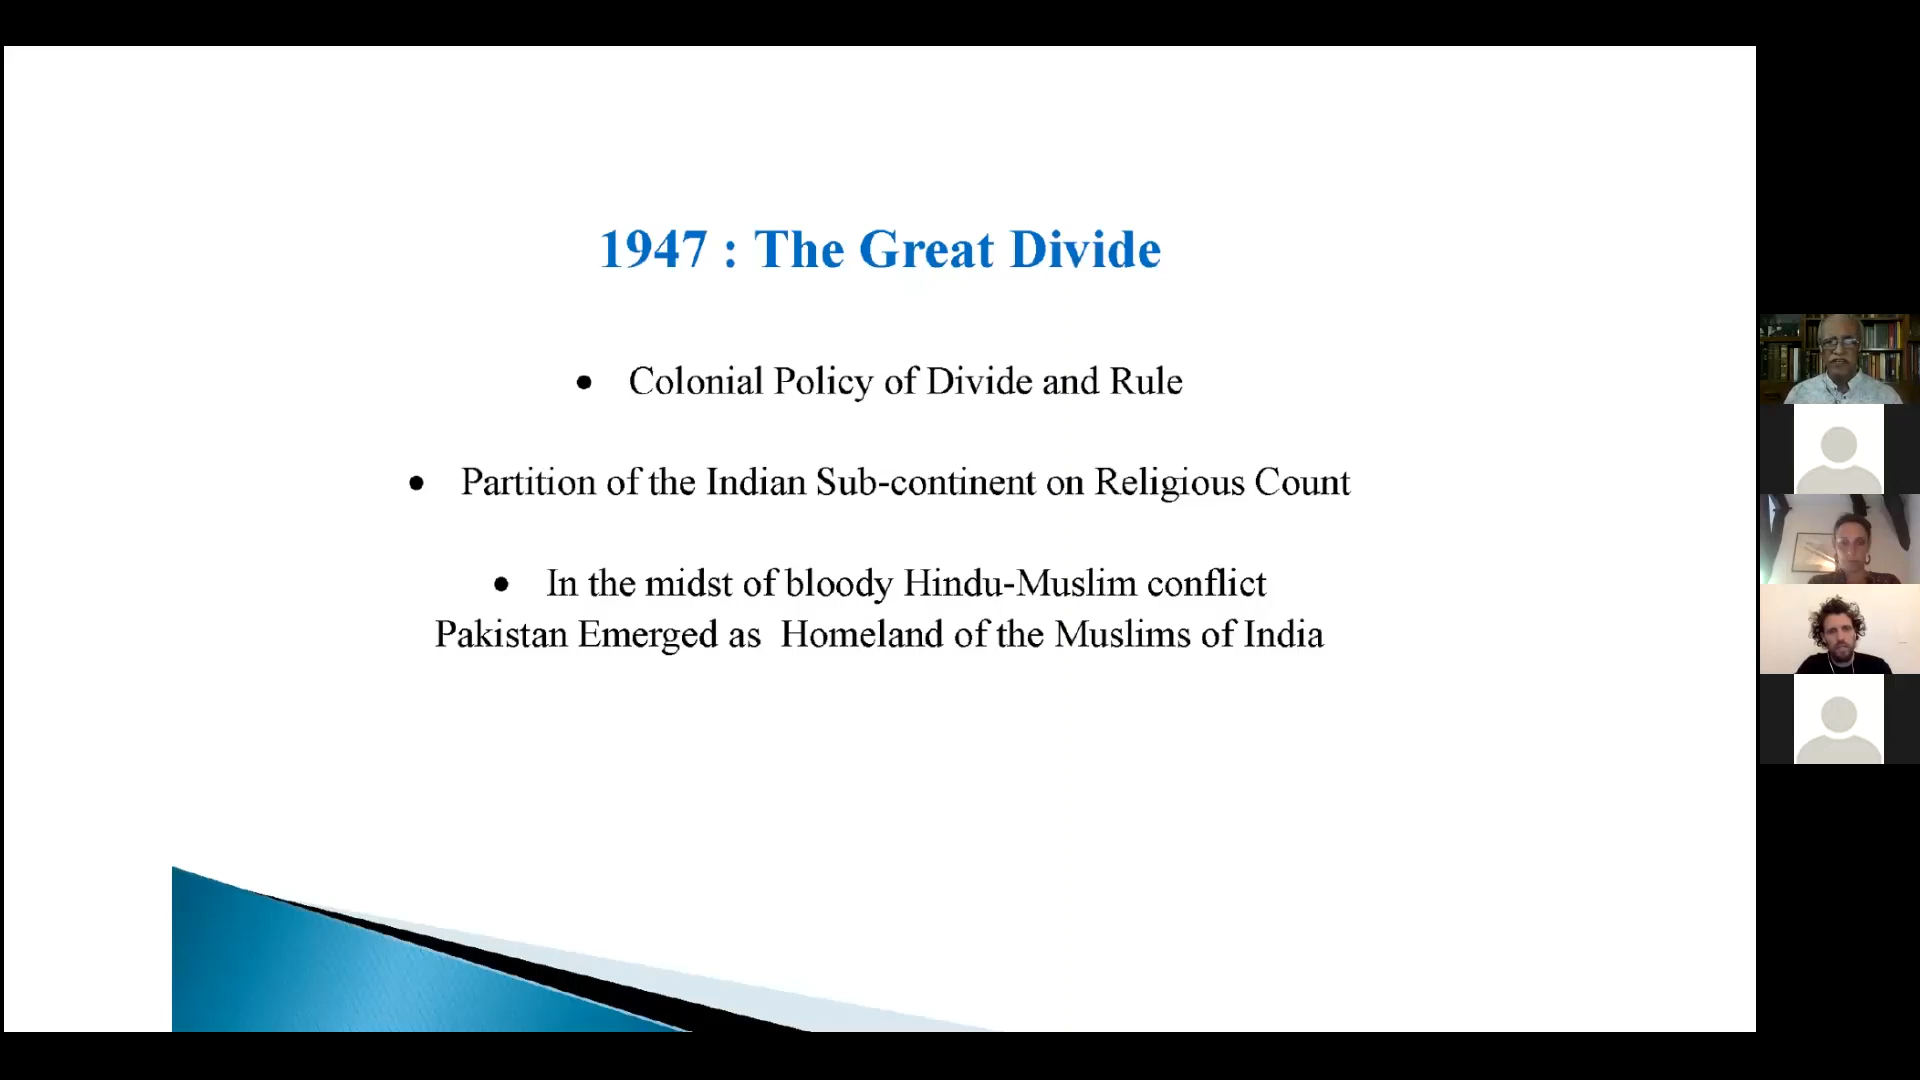 1947 : The Great Divide
• Colonial Policy of Divide and Rule
• Partition of the Indian Sub-continent on Religious Count
• In the midst of bloody Hindu-Muslim conflict
Pakistan Emerged as Homeland of the Muslims of India